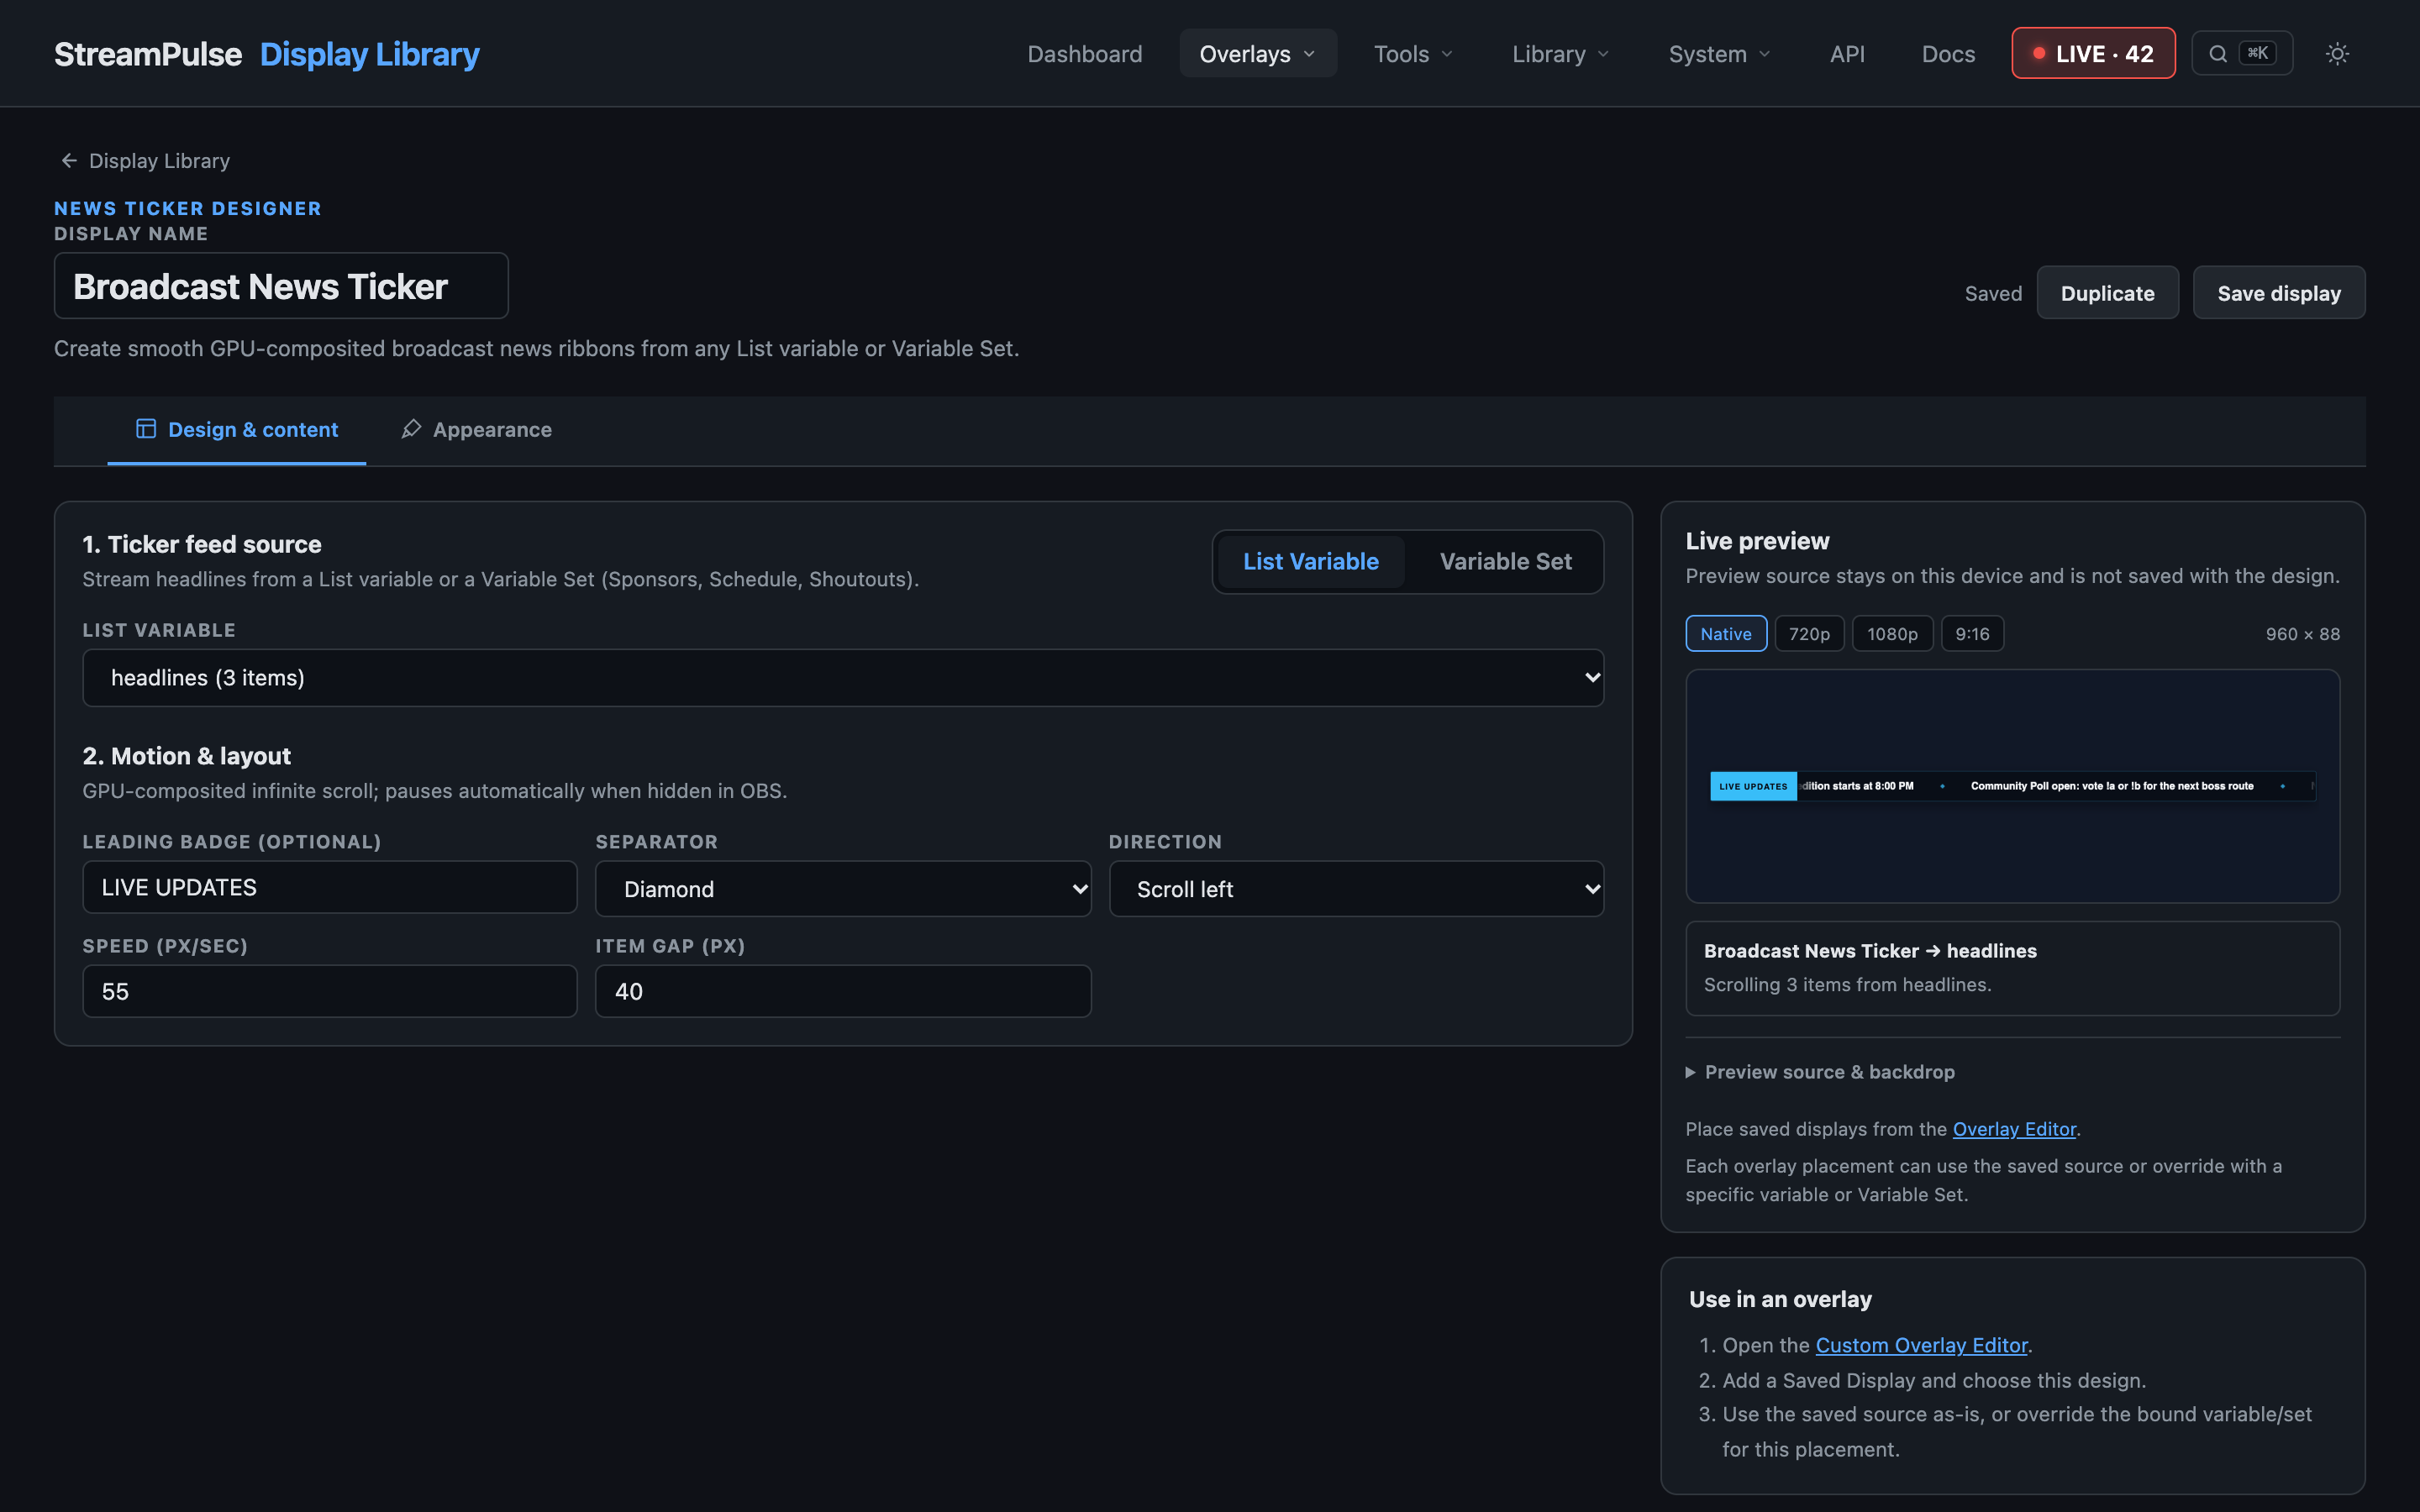 StreamPulse Display Library
Dashboard
Overlays
Tools
Library
System
API
Docs
LIVE · 42
⌘K
← Display Library
NEWS TICKER DESIGNER
DISPLAY NAME
Broadcast News Ticker
Saved
Duplicate
Save display
Create smooth GPU-composited broadcast news ribbons from any List variable or Variable Set.
Design & content
Appearance
1. Ticker feed source
Stream headlines from a List variable or a Variable Set (Sponsors, Schedule, Shoutouts).
List Variable
Variable Set
LIST VARIABLE
headlines (3 items)
2. Motion & layout
GPU-composited infinite scroll; pauses automatically when hidden in OBS.
LEADING BADGE (OPTIONAL)
SEPARATOR
DIRECTION
LIVE UPDATES
Diamond
Scroll left
SPEED (PX/SEC)
ITEM GAP (PX)
55
40
Live preview
Preview source stays on this device and is not saved with the design.
Native
720p
1080p
9:16
960 × 88
LIVE UPDATES
dition starts at 8:00 PM
Community Poll open: vote !a or !b for the next boss route
Broadcast News Ticker → headlines
Scrolling 3 items from headlines.
Preview source & backdrop
Place saved displays from the Overlay Editor.
Each overlay placement can use the saved source or override with a
specific variable or Variable Set.
Use in an overlay
1. Open the Custom Overlay Editor.
2. Add a Saved Display and choose this design.
3. Use the saved source as-is, or override the bound variable/set
for this placement.